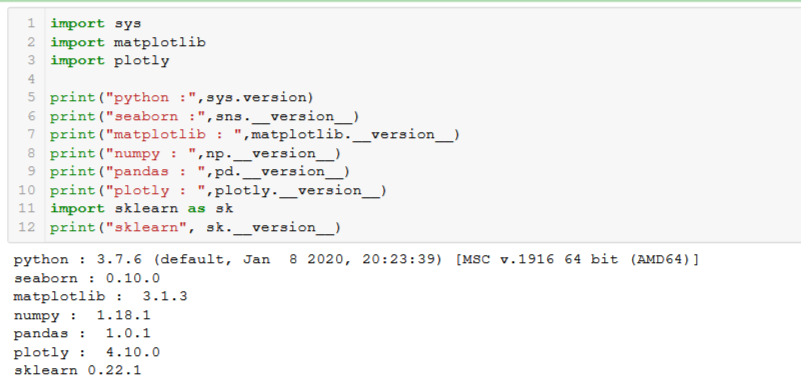 1 import sys
2 import matplotlib
3 import plotly
4
5 print("python :",sys.version)
6 print("seaborn :",sns.__version__)
7 print("matplotlib : ",matplotlib.__version__)
8 print("numpy : ",np.__version__)
9 print("pandas : ",pd.__version__)
10 print("plotly : ",plotly.__version__)
11 import sklearn as sk
12 print("sklearn", sk.__version__)
python : 3.7.6 (default, Jan  8 2020, 20:23:39) [MSC v.1916 64 bit (AMD64)]
seaborn : 0.10.0
matplotlib :  3.1.3
numpy :  1.18.1
pandas :  1.0.1
plotly :  4.10.0
sklearn 0.22.1